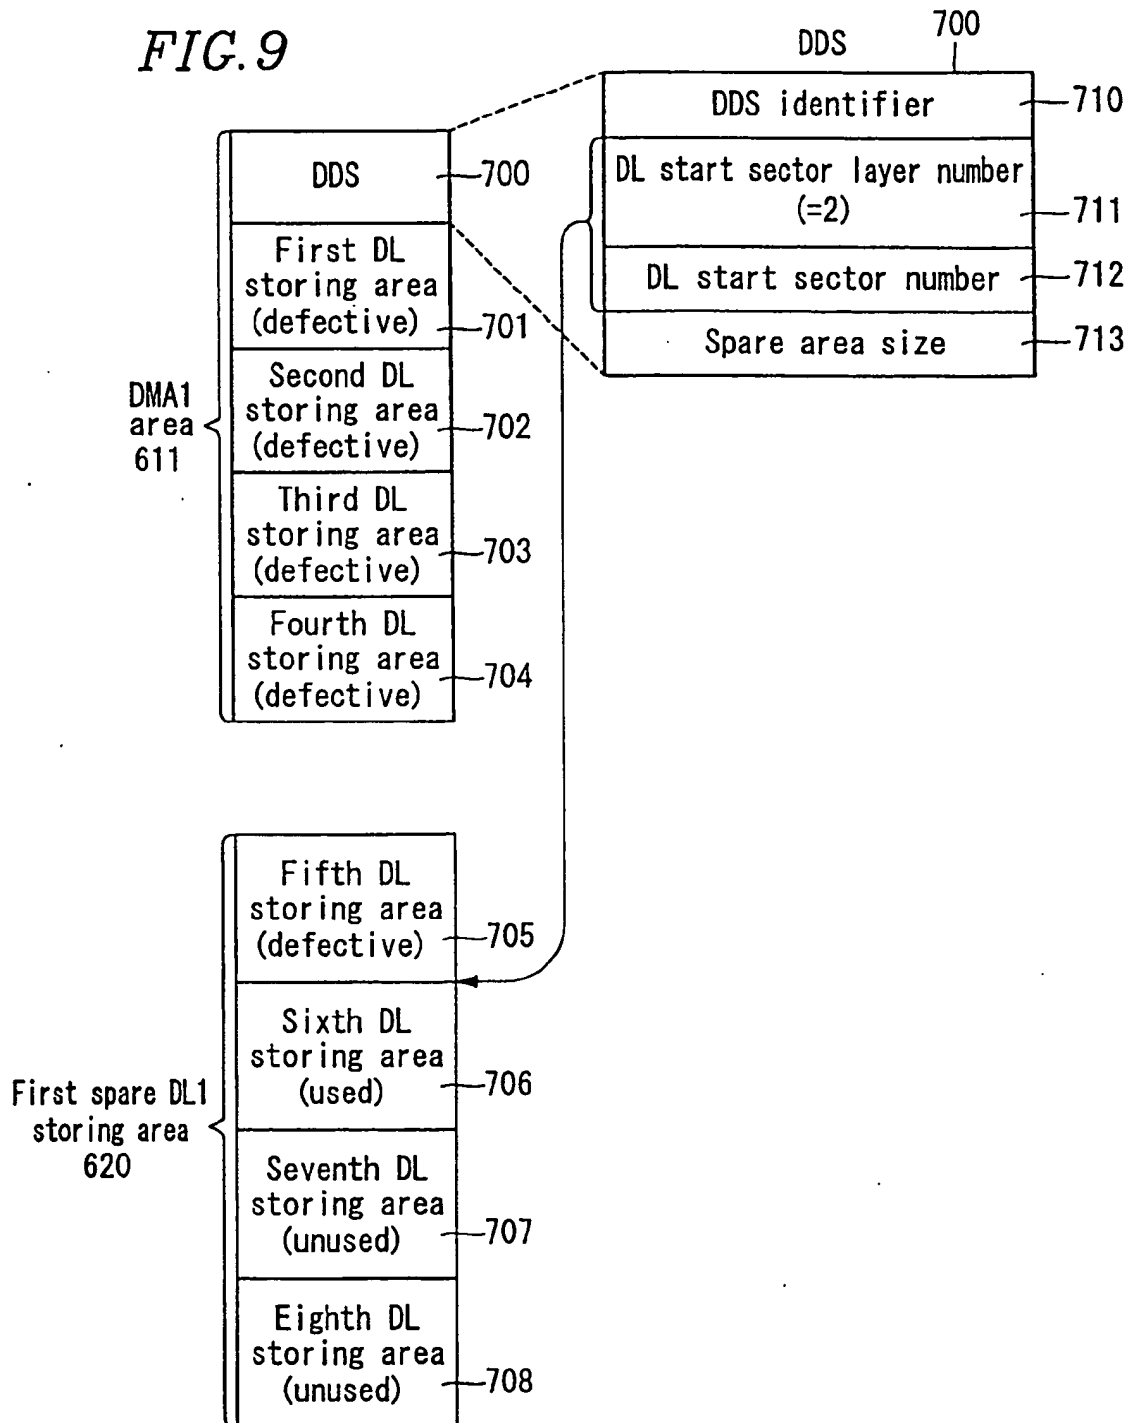 FIG. 9
DDS
700
DDS identifier
710
DL start sector layer number
(=2)
711
DL start sector number
712
Spare area size
713
DMA1
area
611
DDS
700
First DL
storing area
(defective)
701
Second DL
storing area
(defective)
702
Third DL
storing area
(defective)
703
Fourth DL
storing area
(defective)
704
First spare DL1
storing area
620
Fifth DL
storing area
(defective)
705
Sixth DL
storing area
(used)
706
Seventh DL
storing area
(unused)
707
Eighth DL
storing area
(unused)
708